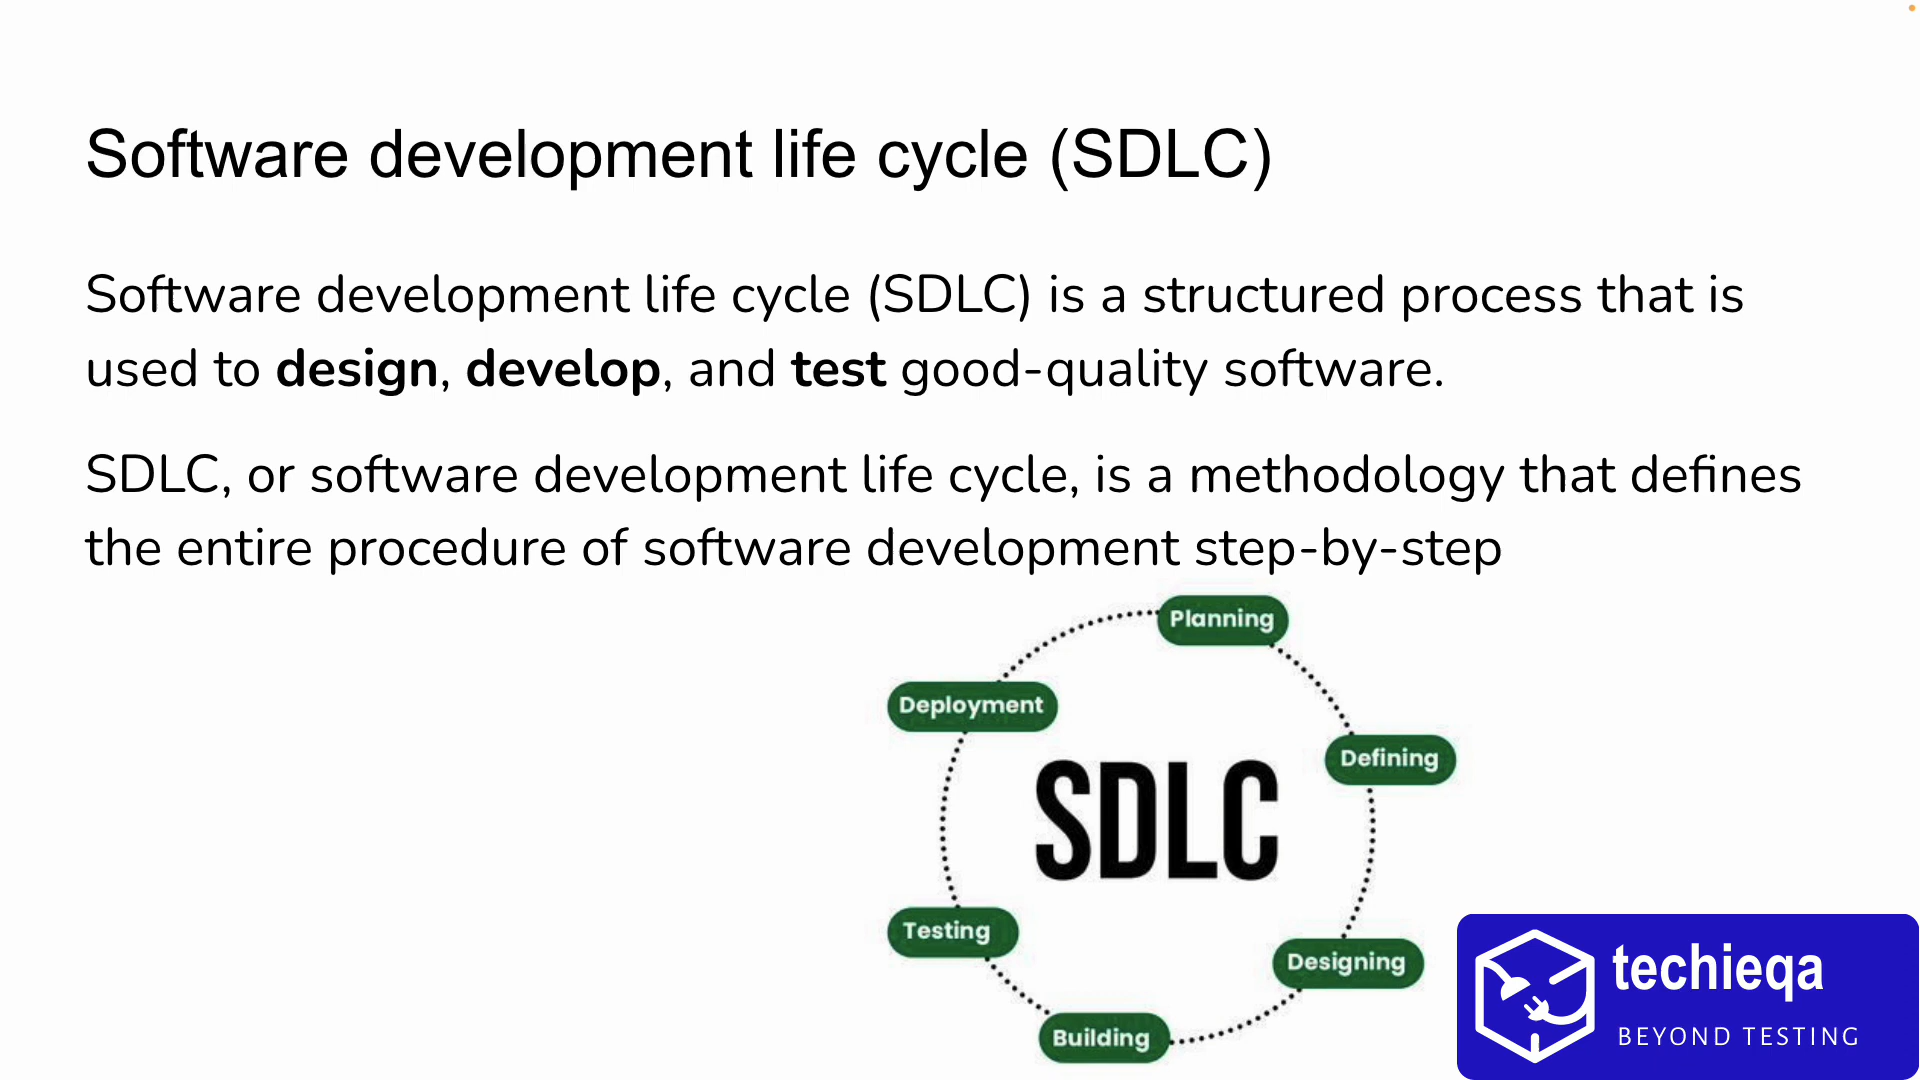 Software development life cycle (SDLC)
Software development life cycle (SDLC) is a structured process that is
used to design, develop, and test good-quality software.
SDLC, or software development life cycle, is a methodology that defines
the entire procedure of software development step-by-step
Planning
Deployment
Defining
SDLC
Testing
Designing
Building
techieqa
BEYOND TESTING